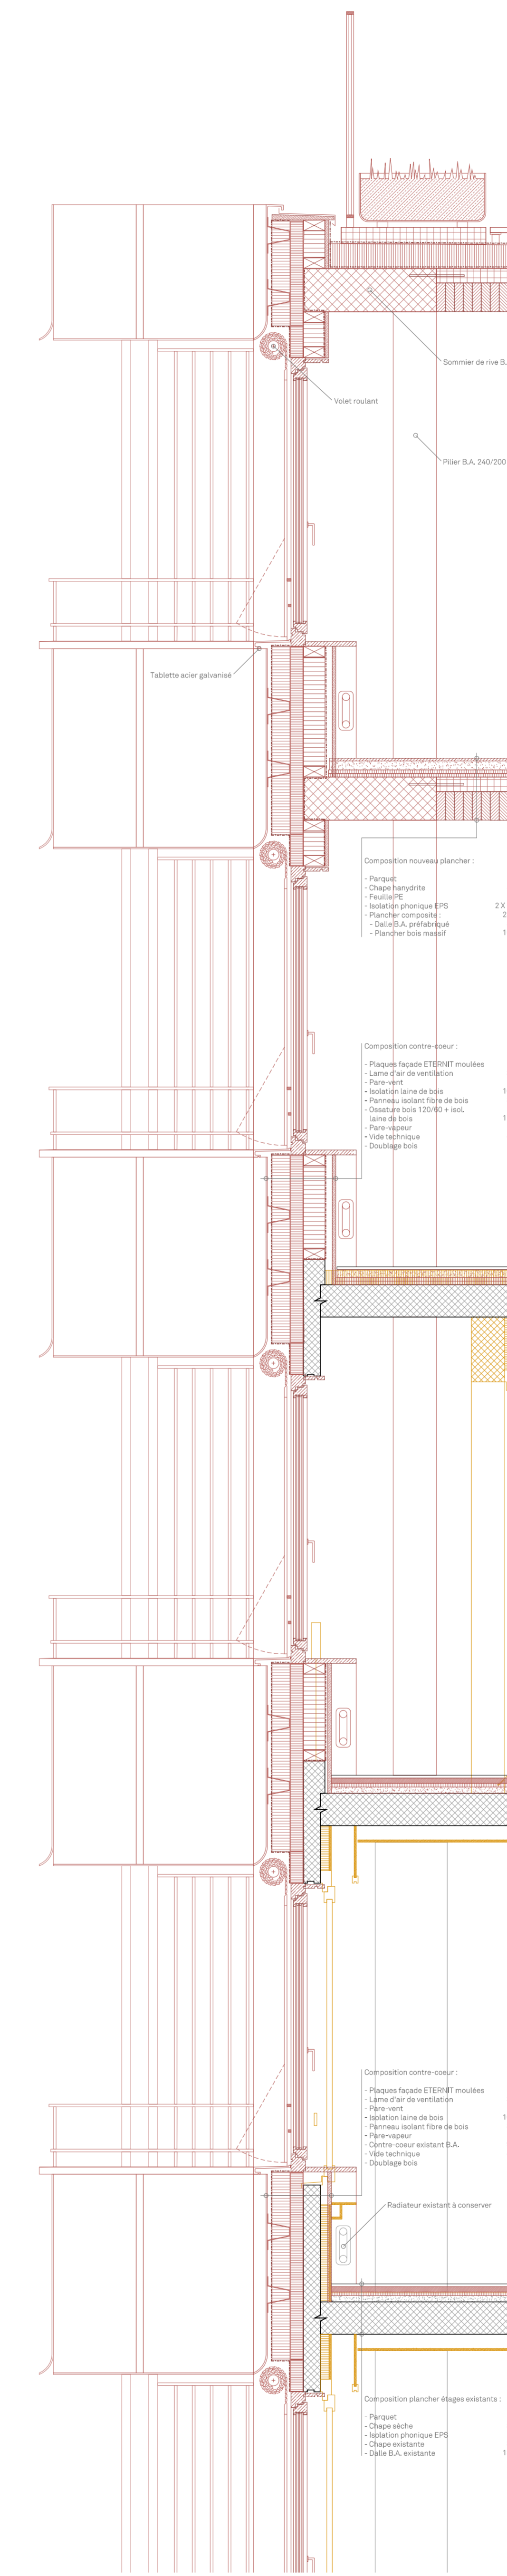 Sommier de rive B.
Volet roulant
Pilier B.A. 240/200
Tablette acier galvanisé
Composition nouveau plancher :
- Parquet
- Chape hanydrite
- Feuille PE
- Isolation phonique EPS 2 X
- Plancher composite : 2
- Dalle B.A. préfabriqué
- Plancher bois massif 1
Composition contre-coeur :
- Plaques façade ETERNIT moulées
- Lame d'air de ventilation
- Pare-vent
- Isolation laine de bois 1
- Panneau isolant fibre de bois
- Ossature bois 120/60 + isol.
laine de bois 1
- Pare-vapeur
- Vide technique
- Doublage bois
Composition contre-coeur :
- Plaques façade ETERNIT moulées
- Lame d'air de ventilation
- Pare-vent
- Isolation laine de bois 1
- Panneau isolant fibre de bois
- Pare-vapeur
- Contre-coeur existant B.A.
- Vide technique
- Doublage bois
Radiateur existant à conserver
Composition plancher étages existants :
- Parquet
- Chape sèche
- Isolation phonique EPS
- Chape existante
- Dalle B.A. existante 1